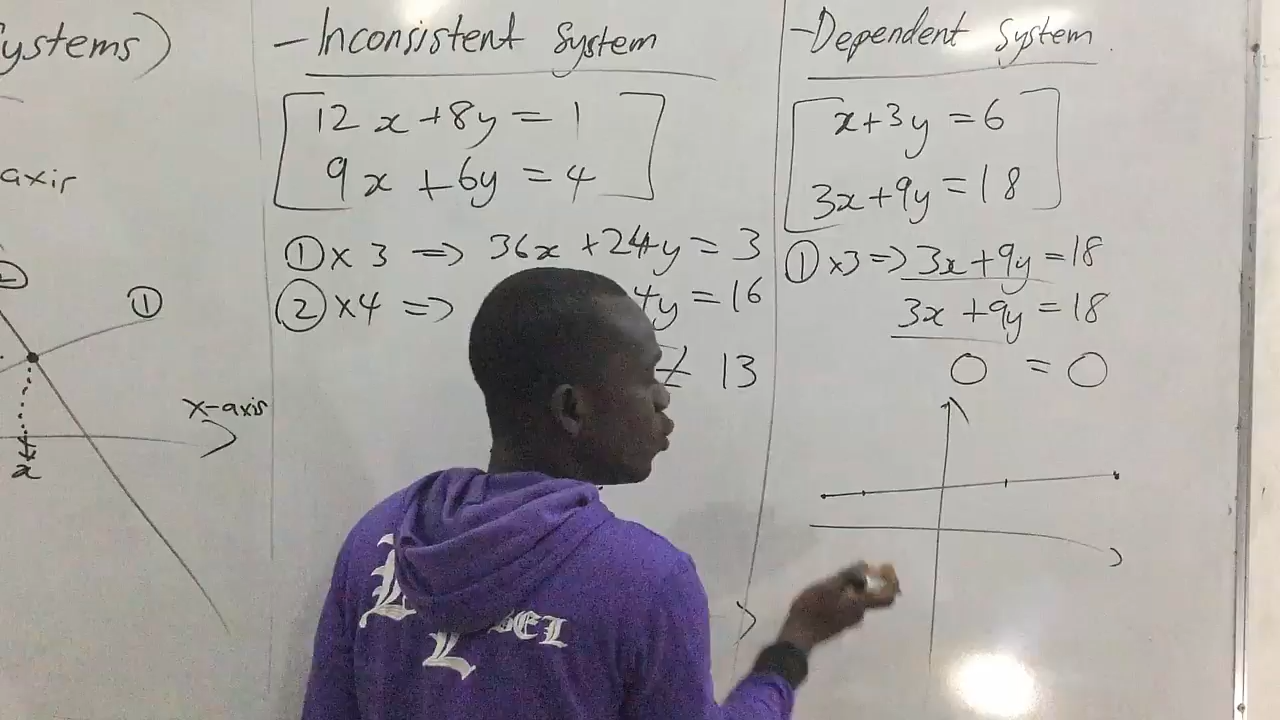 ystems)
axis
①
x-axis
x
- Inconsistent System
12x + 8y = 1
9x + 6y = 4
① x 3 => 36x + 24y = 3
② x 4 => 4y = 16
≠ 13
- Dependent System
x + 3y = 6
3x + 9y = 18
① x3 => 3x + 9y = 18
3x + 9y = 18
0 = 0
L
L BEL